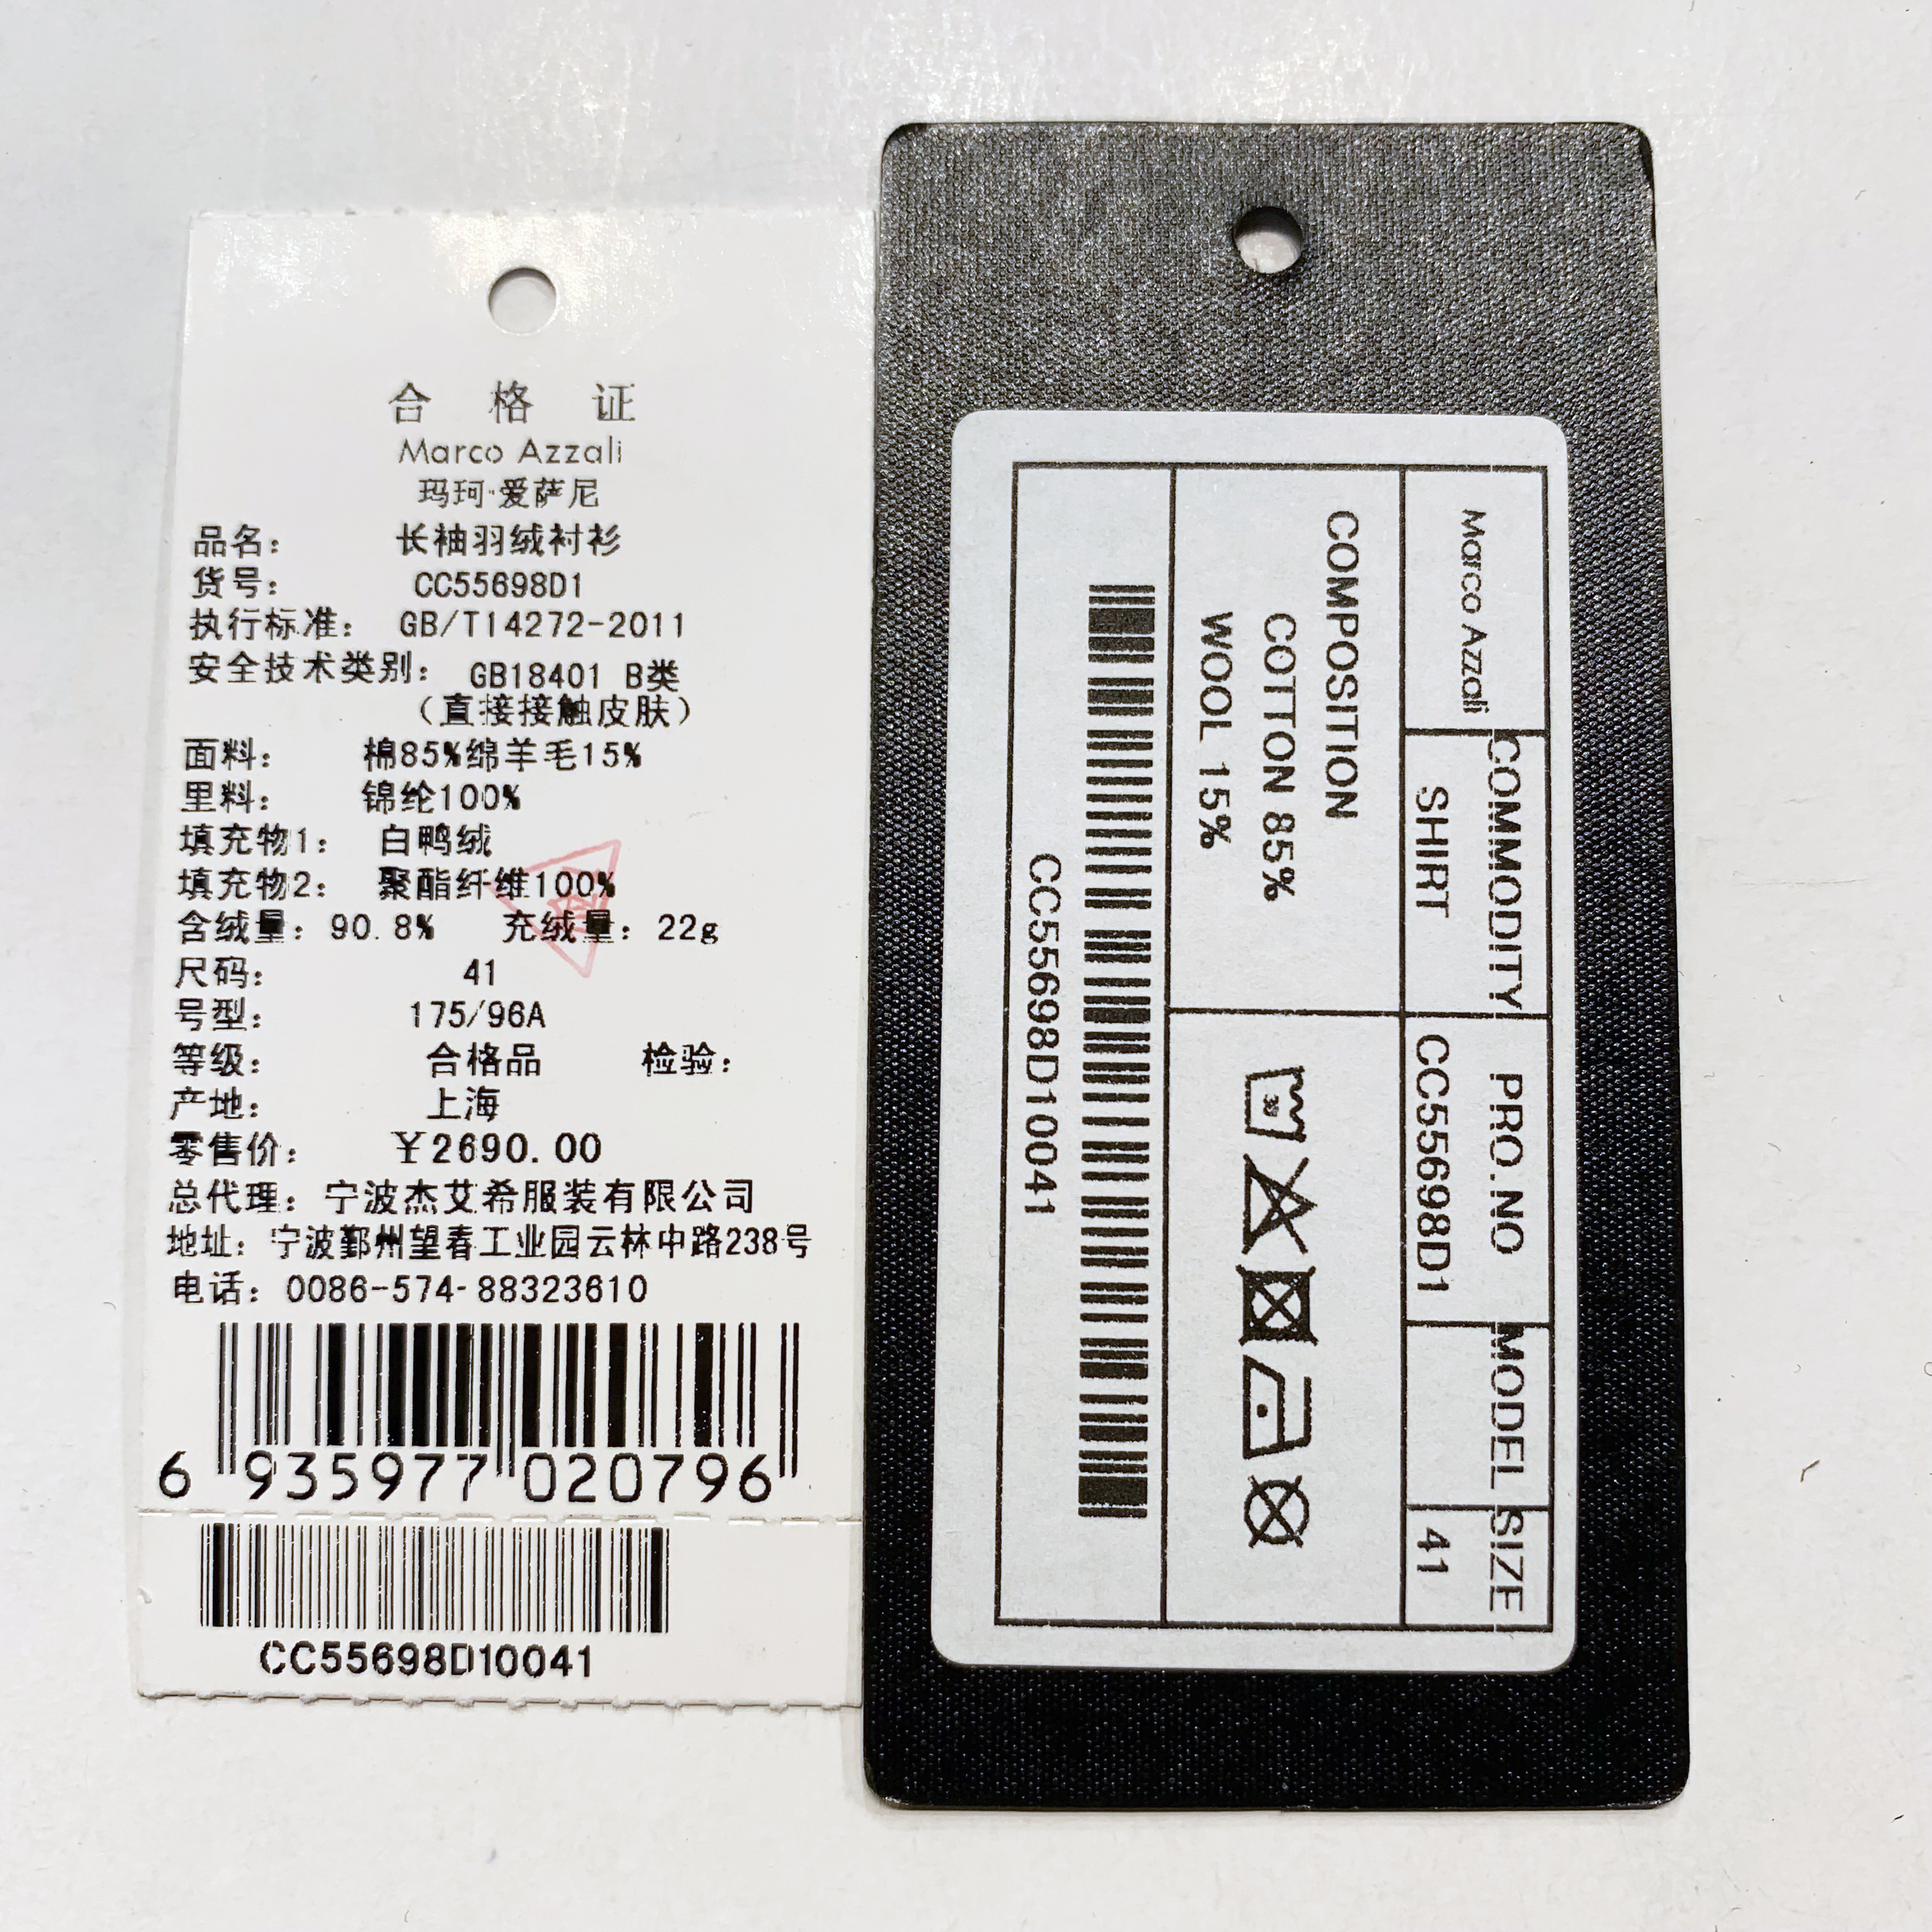 合格证
Marco Azzali
玛珂·爱萨尼
品名： 长袖羽绒衬衫
货号： CC55698D1
执行标准： GB/T14272-2011
安全技术类别： GB18401 B类
（直接接触皮肤）
面料： 棉85%绵羊毛15%
里料： 锦纶100%
填充物1： 白鸭绒
填充物2： 聚酯纤维100%
含绒量：90.8% 充绒量：22g
尺码： 41
号型： 175/96A
等级： 合格品 检验：
产地： 上海
零售价： ￥2690.00
总代理：宁波杰艾希服装有限公司
地址：宁波鄞州望春工业园云林中路238号
电话：0086-574-88323610
6 935977 020796
CC55698D10041
Marco Azzali COMMODITY PRO.NO MODEL SIZE
SHIRT CC55698D1 41
COMPOSITION
COTTON 85%
WOOL 15%
CC55698D10041